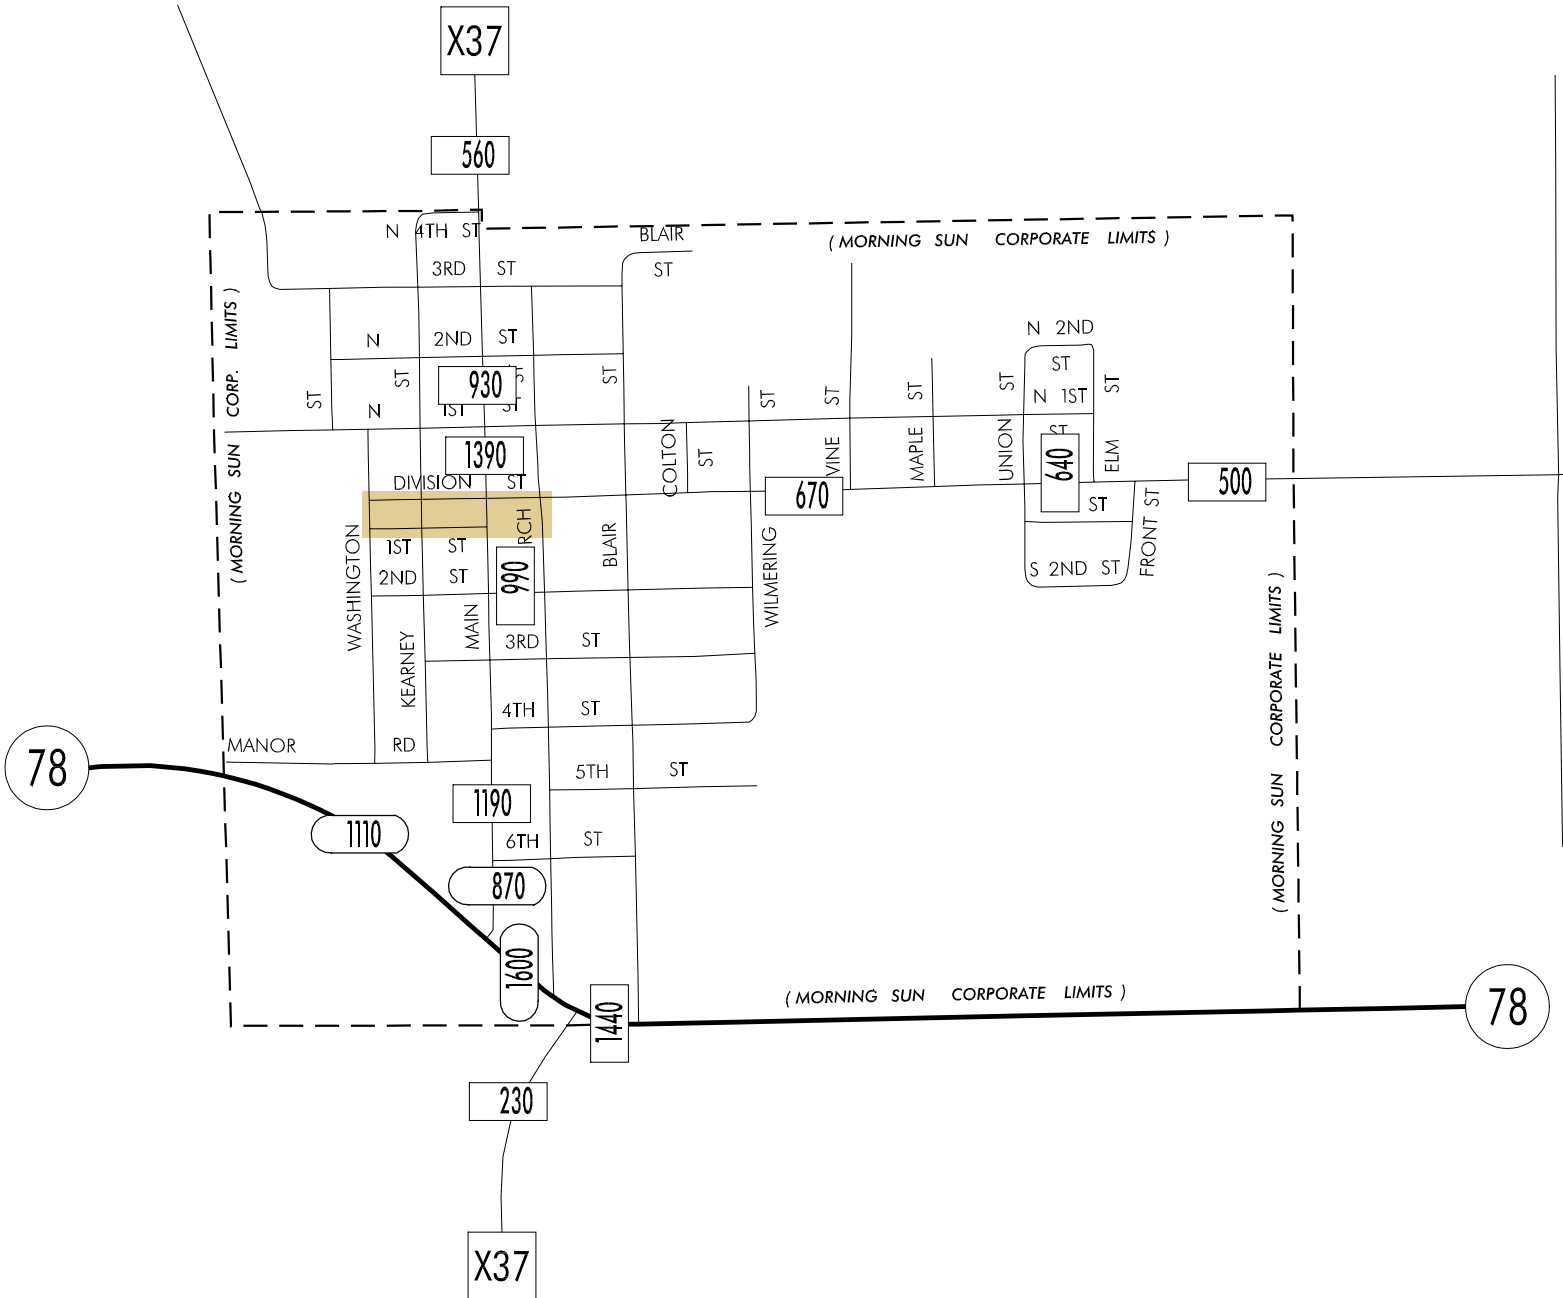 X37
560
N 4TH ST
BLAIR
(MORNING SUN CORPORATE LIMITS)
3RD ST
ST
(MORNING SUN CORP. LIMITS)
N 2ND ST
N 2ND
ST
ST
ST
930
ST
ST
ST
ST
ST
ST
ST
N 1ST
N 1ST ST
ST
COLTON
ST
1390
VINE
MAPLE
UNION
640
ELM
DIVISION ST
670
500
ST
FRONT ST
WASHINGTON
1ST ST
BLAIR
WILMERING
2ND ST
990
S 2ND ST
MAIN
KEARNEY
3RD ST
(MORNING SUN CORPORATE LIMITS)
4TH ST
MANOR RD
78
5TH ST
1190
1110
6TH ST
870
1600
(MORNING SUN CORPORATE LIMITS)
78
1440
230
X37